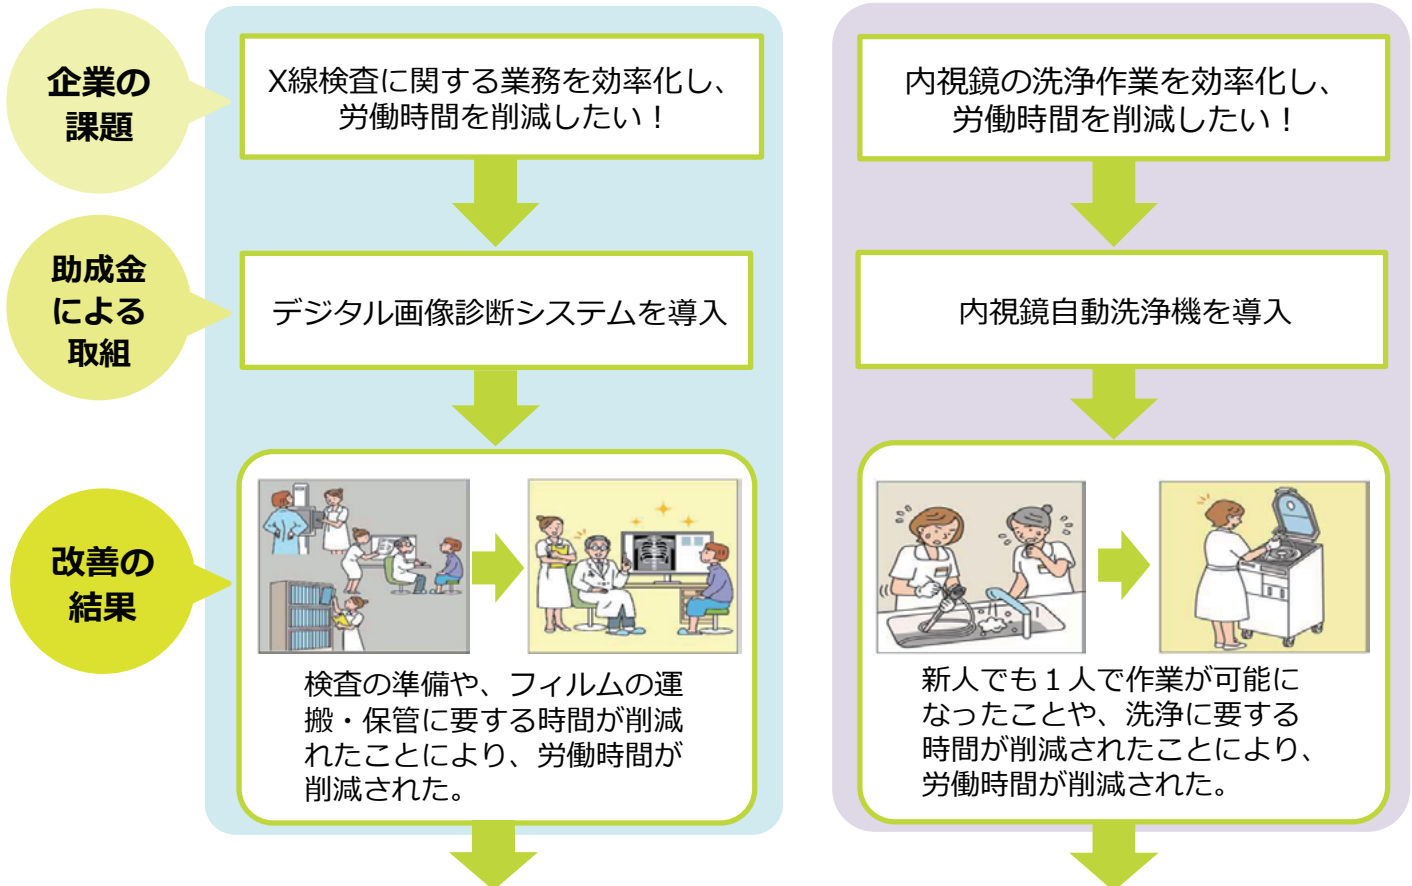 企業の
課題
X線検査に関する業務を効率化し、
労働時間を削減したい！
内視鏡の洗浄作業を効率化し、
労働時間を削減したい！
助成金
による
取組
デジタル画像診断システムを導入
内視鏡自動洗浄機を導入
改善の
結果
検査の準備や、フィルムの運
搬・保管に要する時間が削減
れたことにより、労働時間が
削減された。
新人でも１人で作業が可能に
なったことや、洗浄に要する
時間が削減されたことにより、
労働時間が削減された。